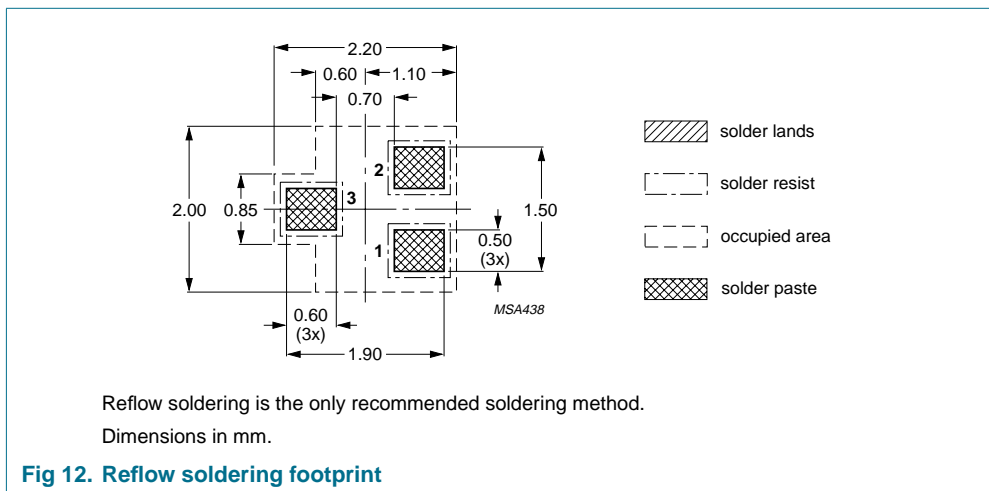 2.20
0.60 1.10
0.70
solder lands
2
solder resist
3
2.00 0.85 1.50
occupied area
1
0.50
(3x)
solder paste
MSA438
0.60
(3x)
1.90
Reflow soldering is the only recommended soldering method.
Dimensions in mm.
Fig 12. Reflow soldering footprint